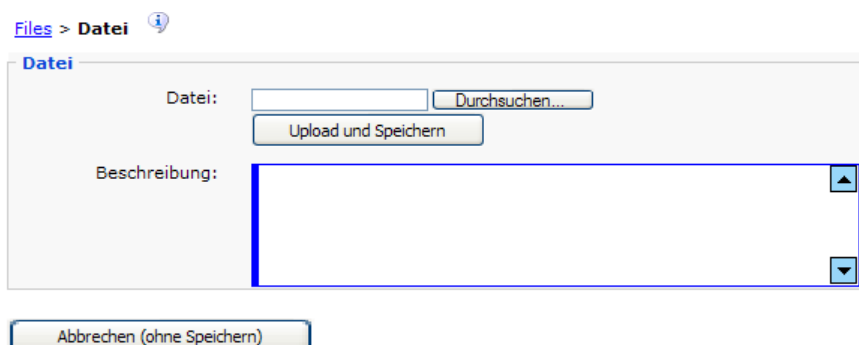 Files > Datei
Datei
Datei: Durchsuchen...
Upload und Speichern
Beschreibung:
Abbrechen (ohne Speichern)